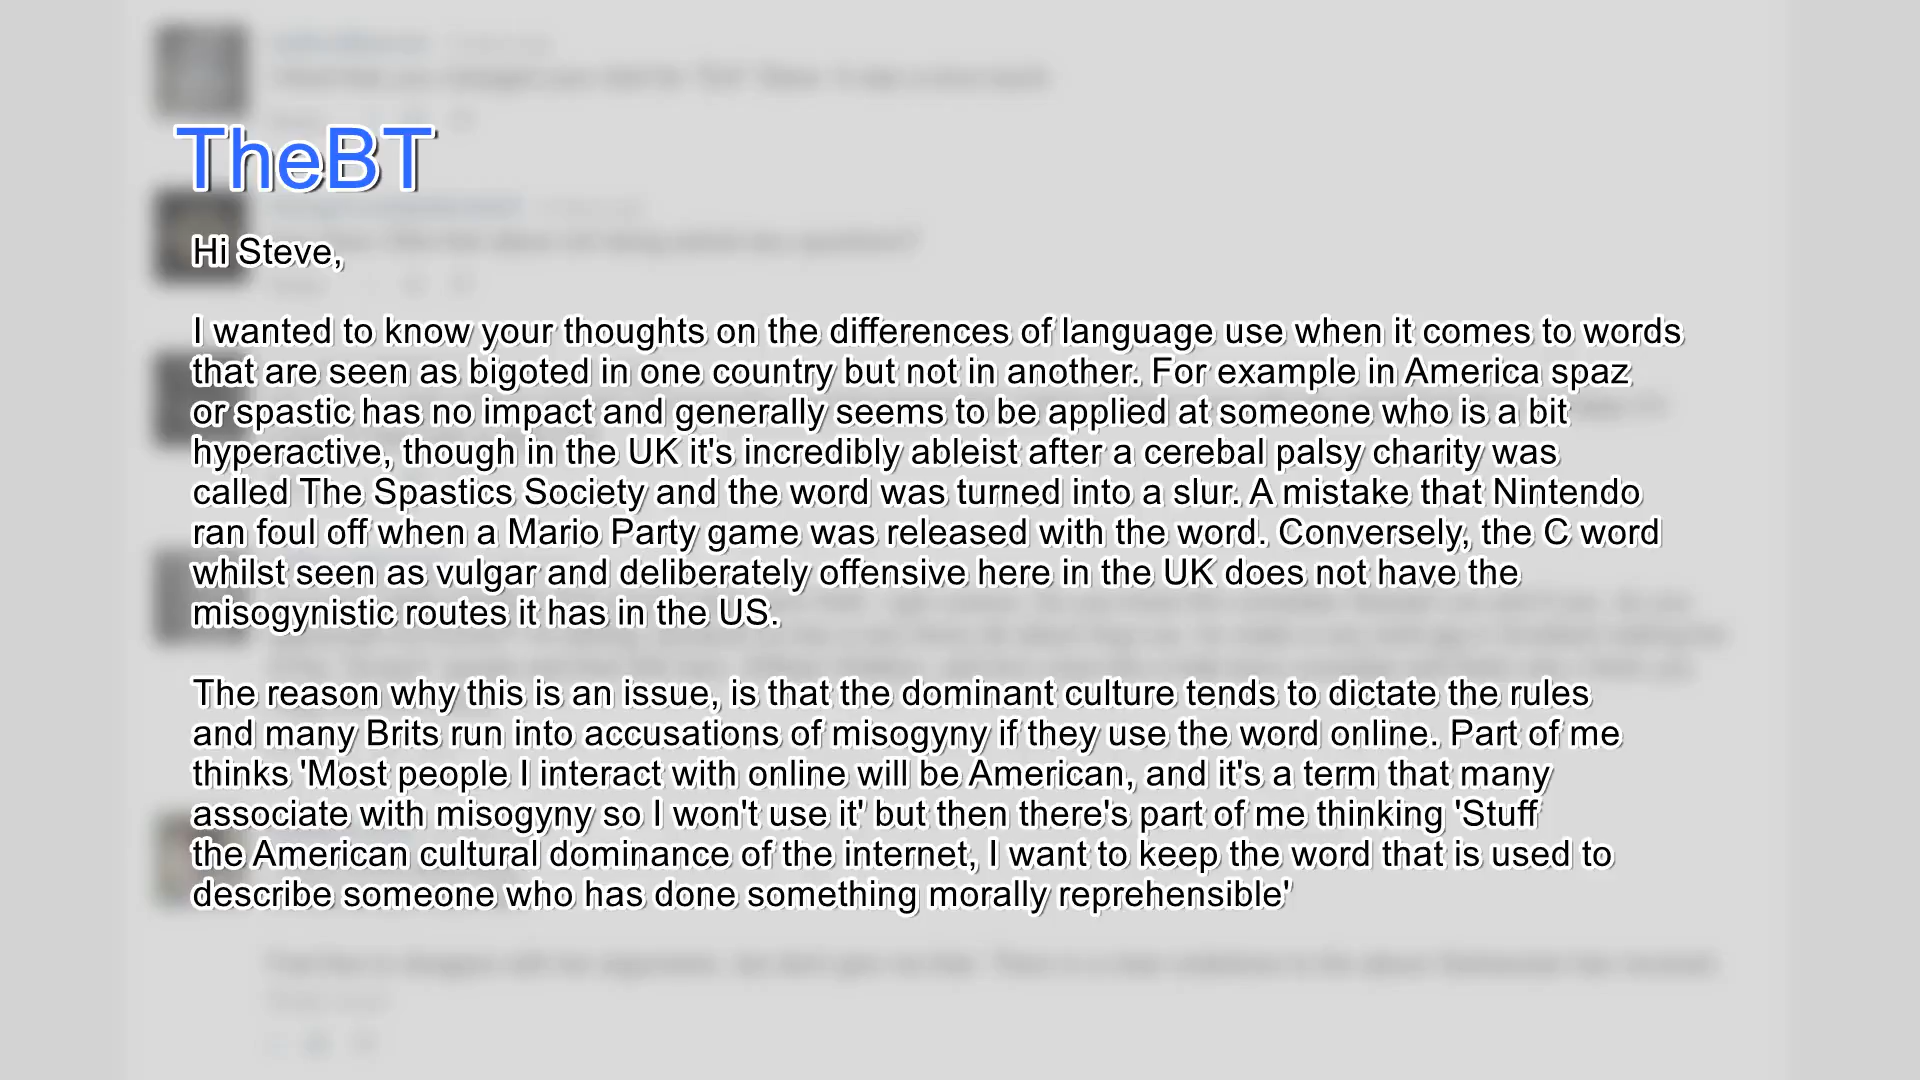 TheBT
Hi Steve,
I wanted to know your thoughts on the differences of language use when it comes to words
that are seen as bigoted in one country but not in another. For example in America spaz
or spastic has no impact and generally seems to be applied at someone who is a bit
hyperactive, though in the UK it's incredibly ableist after a cerebal palsy charity was
called The Spastics Society and the word was turned into a slur. A mistake that Nintendo
ran foul off when a Mario Party game was released with the word. Conversely, the C word
whilst seen as vulgar and deliberately offensive here in the UK does not have the
misogynistic routes it has in the US.
The reason why this is an issue, is that the dominant culture tends to dictate the rules
and many Brits run into accusations of misogyny if they use the word online. Part of me
thinks 'Most people I interact with online will be American, and it's a term that many
associate with misogyny so I won't use it' but then there's part of me thinking 'Stuff
the American cultural dominance of the internet, I want to keep the word that is used to
describe someone who has done something morally reprehensible'